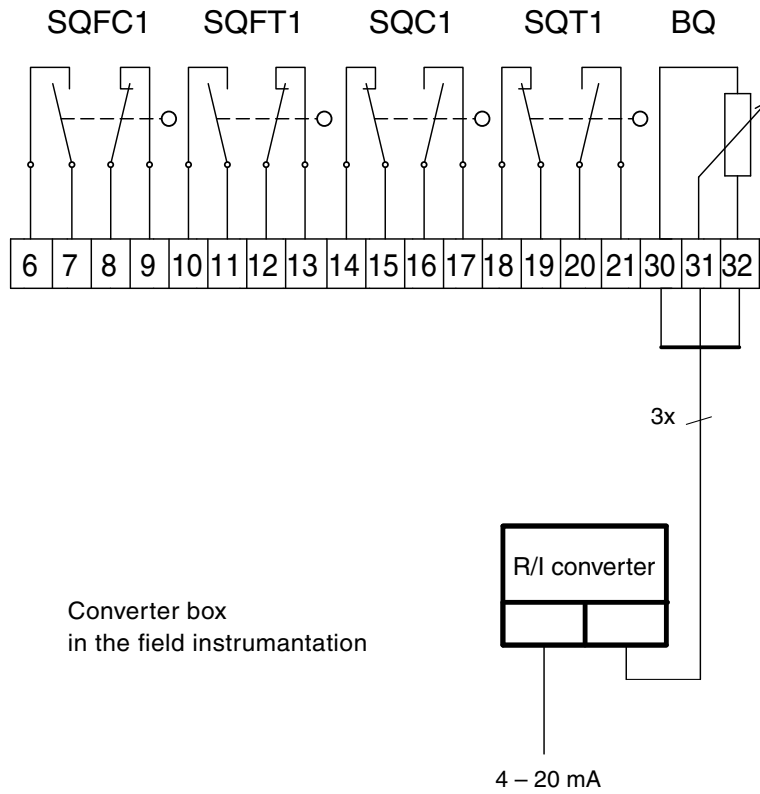 SQFC1 SQFT1 SQC1 SQT1 BQ
6 7 8 9 10 11 12 13 14 15 16 17 18 19 20 21 30 31 32
3x
R/I converter
Converter box
in the field instrumantation
4 – 20 mA